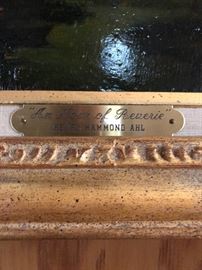 "An Hour of Reverie"
HAMMOND AHL